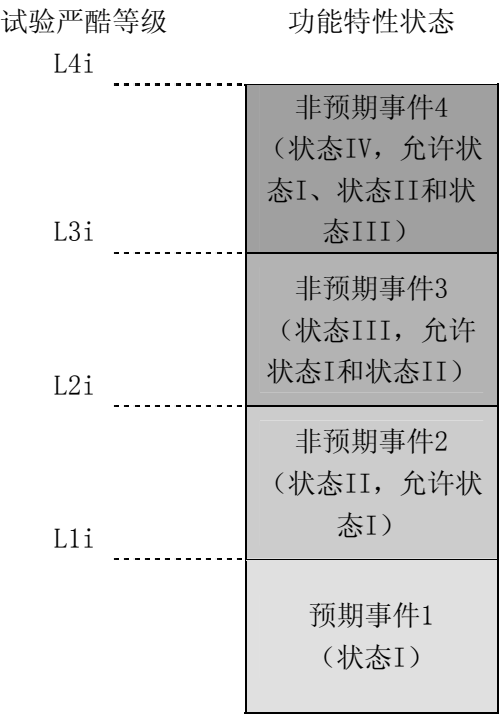 试验严酷等级 功能特性状态
L4i
非预期事件4
（状态IV，允许状
态I、状态II和状
态III）
L3i
非预期事件3
（状态III，允许
状态I和状态II）
L2i
非预期事件2
（状态II，允许状
态I）
L1i
预期事件1
（状态I）